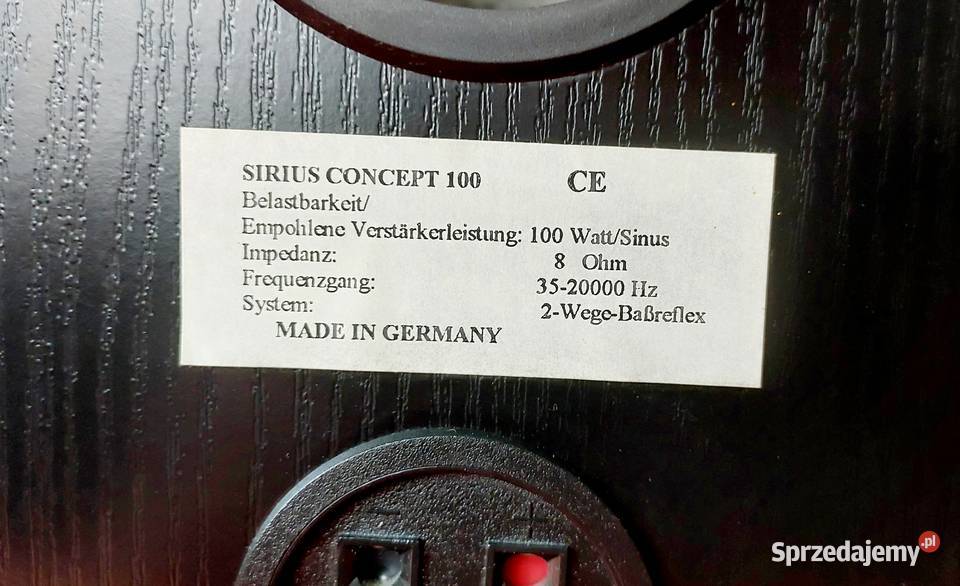 SIRIUS CONCEPT 100 CE
Belastbarkeit/
Empohlene Verstärkerleistung: 100 Watt/Sinus
Impedanz: 8 Ohm
Frequenzgang: 35-20000 Hz
System: 2-Wege-Baßreflex
MADE IN GERMANY
- +
Sprzedajemy.pl